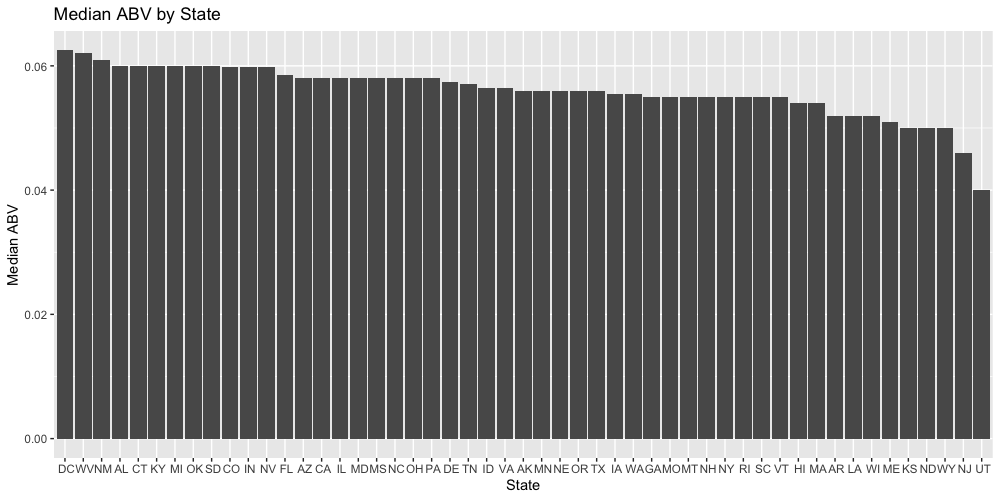 Median ABV by State
Median ABV
0.06
0.04
0.02
0.00
DC WV NM AL CT KY MI OK SD CO IN NV FL AZ CA IL MD MS NC OH PA DE TN ID VA AK MN NE OR TX IA WA GA MO MT NH NY RI SC VT HI MA AR LA WI ME KS ND WY NJ UT
State